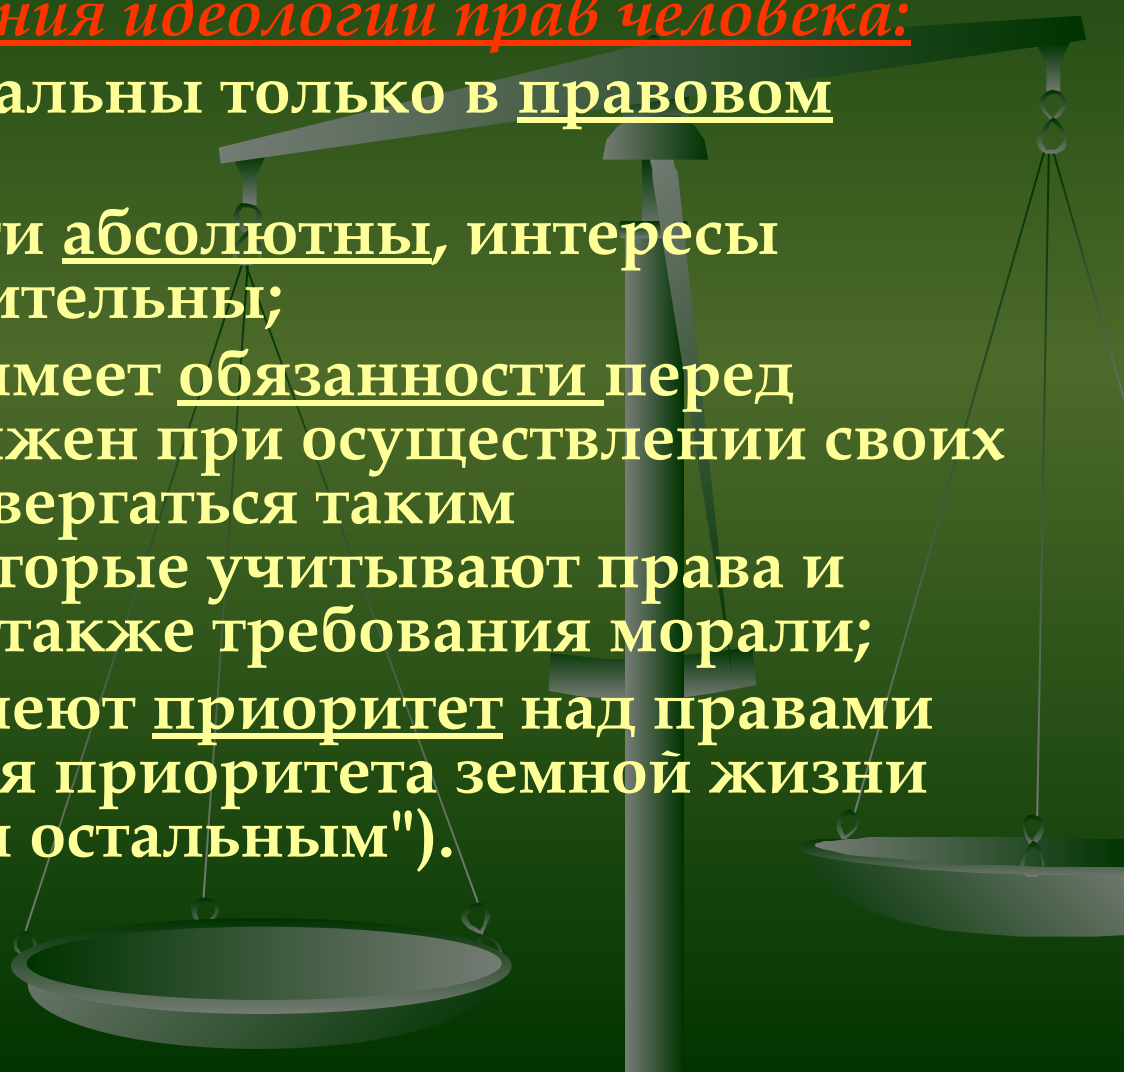 ния идеологии прав человека:
альны только в правовом
ти абсолютны, интересы
ительны;
имеет обязанности перед
жен при осуществлении своих
вергаться таким
торые учитывают права и
также требования морали;
меют приоритет над правами
я приоритета земной жизни
и остальным").